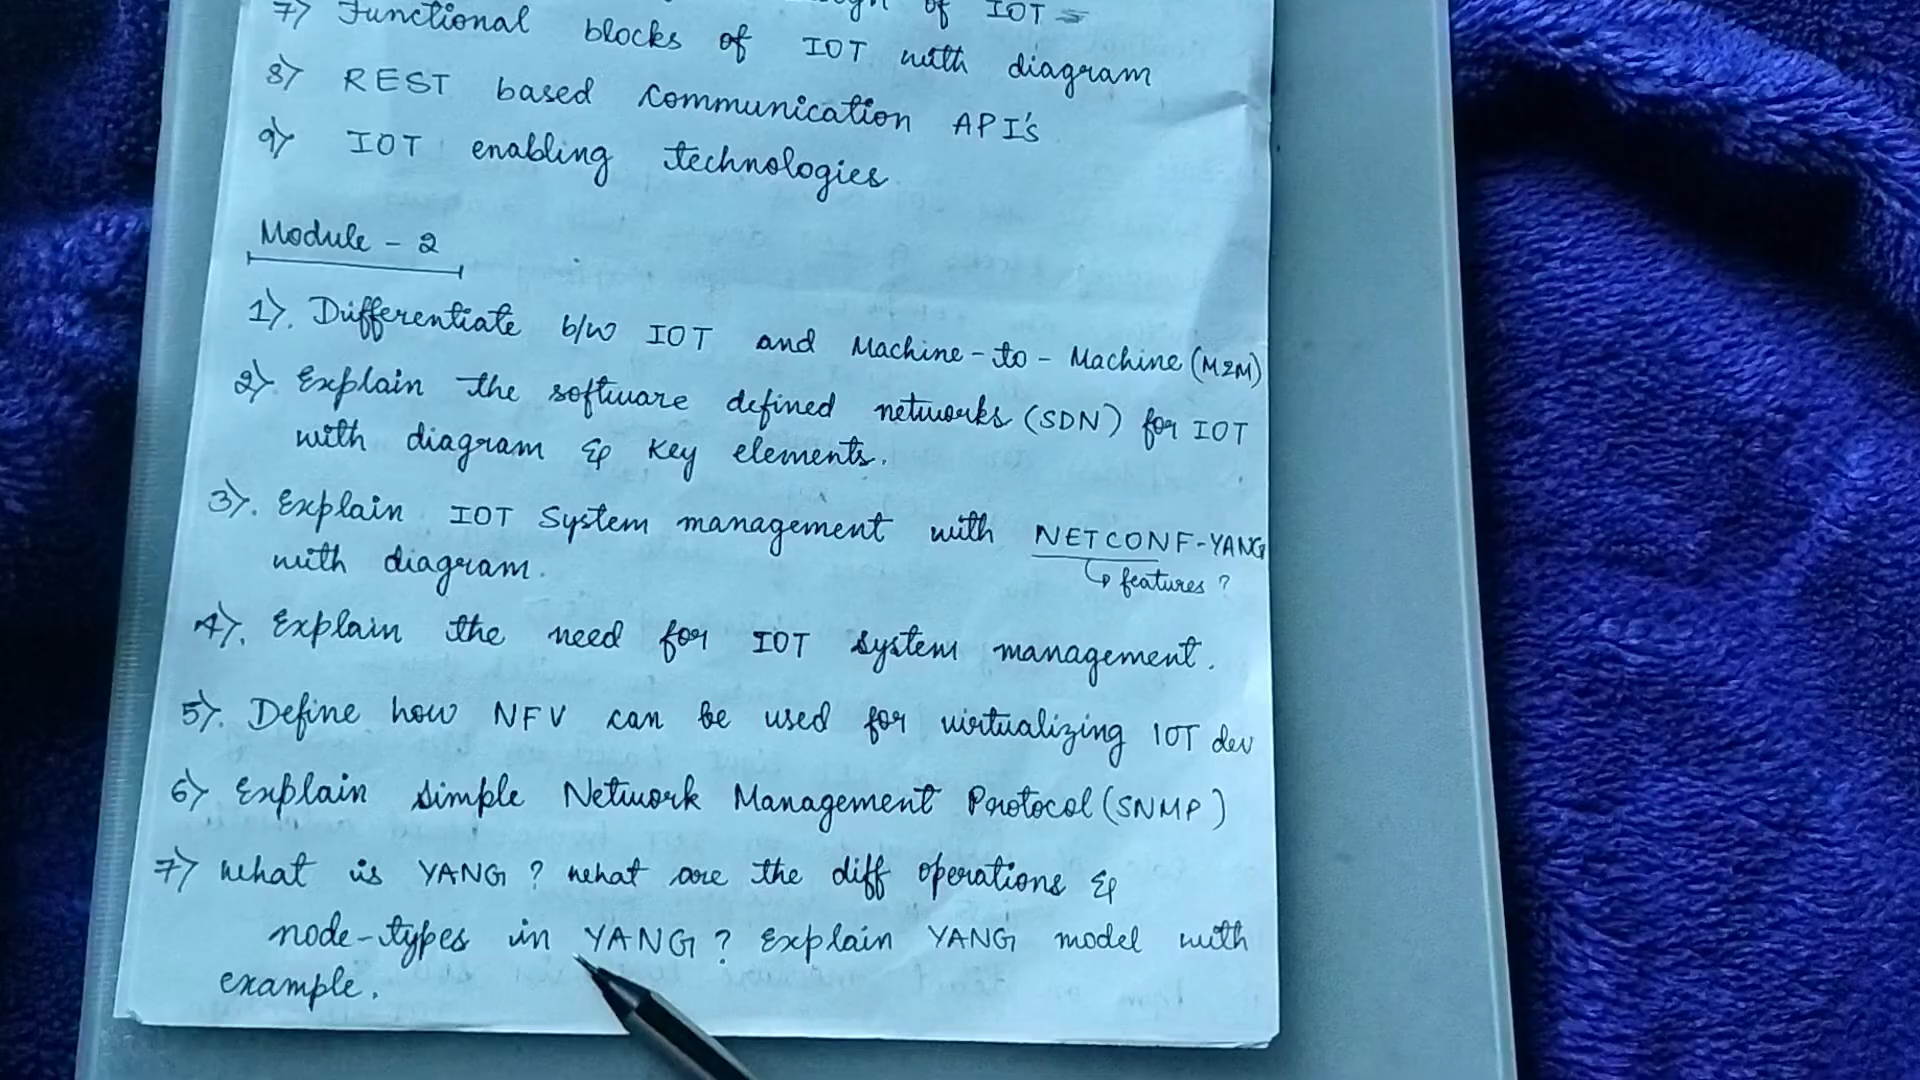 of IOT
7) Functional blocks of IOT with diagram
8) REST based communication API's
9) IOT enabling technologies
Module - 2
1). Differentiate b/w IOT and Machine-to-Machine (M2M)
2). Explain the software defined networks (SDN) for IOT
with diagram & key elements.
3). Explain IOT System management with NETCONF-YANG
with diagram.
↳ features ?
4). Explain the need for IOT system management.
5). Define how NFV can be used for virtualizing IOT dev
6) Explain simple Network Management Protocol (SNMP)
7) what is YANG ? what are the diff operations &
node-types in YANG ? Explain YANG model with
example.